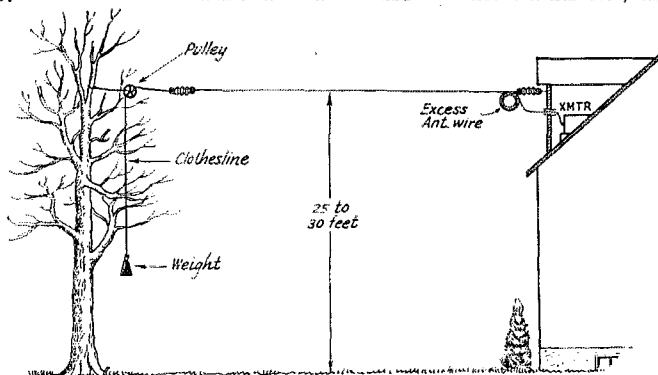 Pulley
Excess
Ant. wire
XMTR
Clothesline
25 to
30 feet
Weight